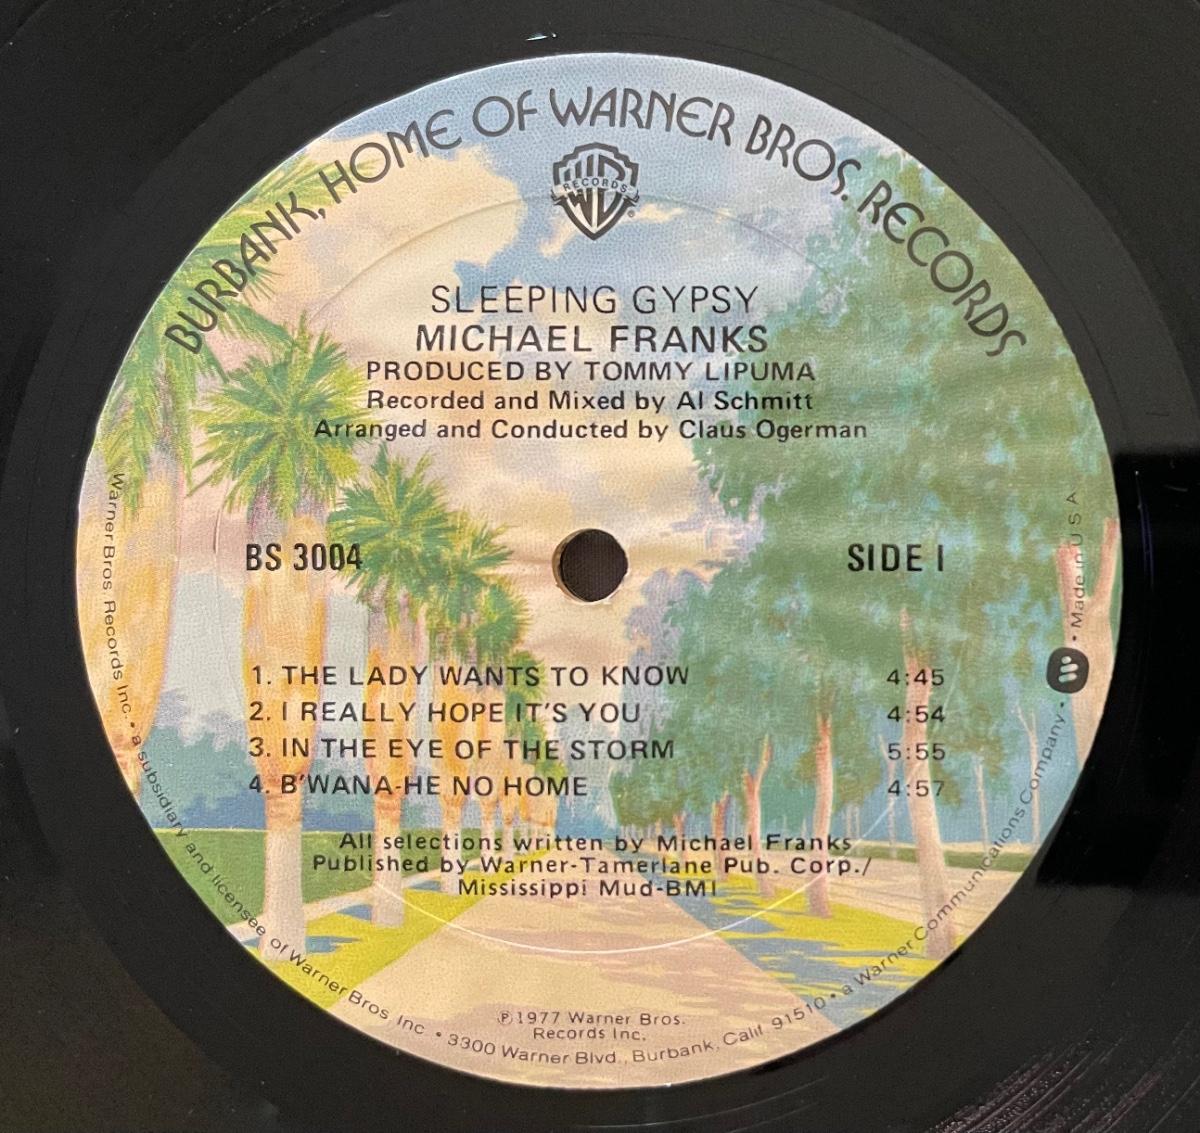 BURBANK, HOME OF WARNER BROS. RECORDS
RECORDS
SLEEPING GYPSY
MICHAEL FRANKS
PRODUCED BY TOMMY LIPUMA
Recorded and Mixed by Al Schmitt
Arranged and Conducted by Claus Ogerman
BS 3004
SIDE 1
1. THE LADY WANTS TO KNOW 4:45
2. I REALLY HOPE IT'S YOU 4:54
3. IN THE EYE OF THE STORM 5:55
4. B'WANA-HE NO HOME 4:57
All selections written by Michael Franks
Published by Warner-Tamerlane Pub. Corp./
Mississippi Mud-BMI
℗1977 Warner Bros.
Records Inc.
Warner Bros. Records Inc. • a subsidiary and licensee of Warner Bros. Inc. • 3300 Warner Blvd., Burbank, Calif. 91510 • a Warner Communications Company • Made in U S A